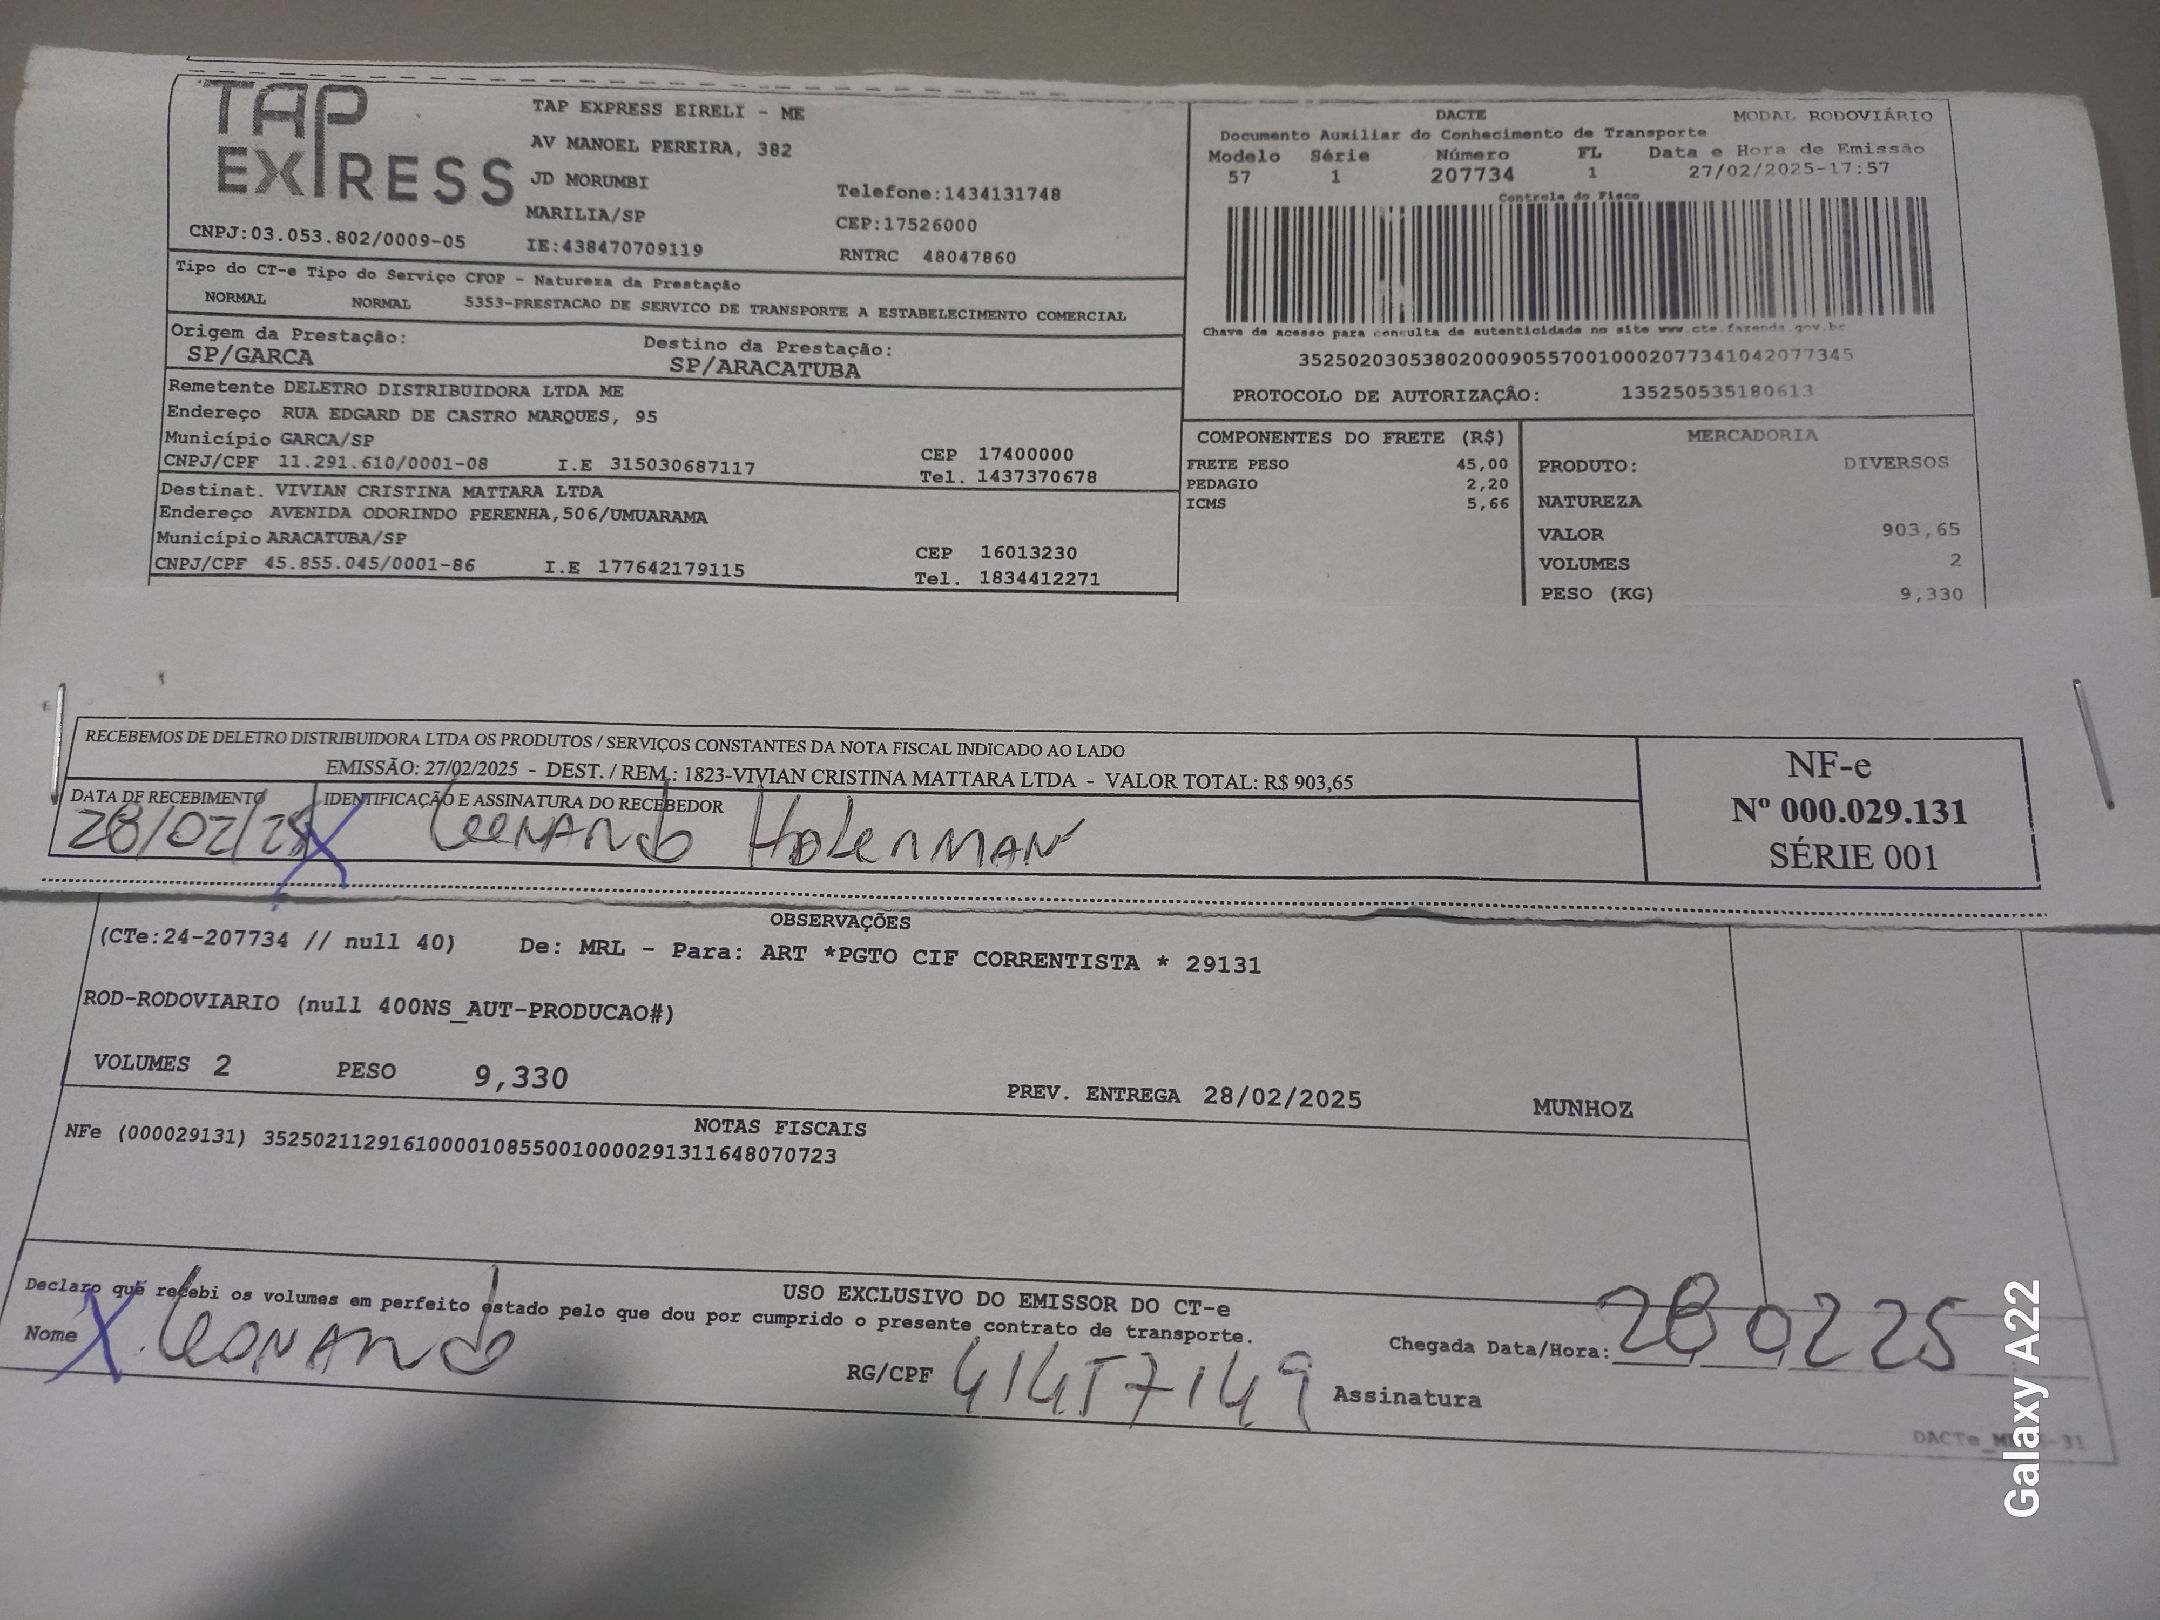 TAP EXPRESS
TAP EXPRESS EIRELI - ME
AV MANOEL PEREIRA, 382
JD MORUMBI
Telefone:1434131748
MARILIA/SP
CEP:17526000
CNPJ:03.053.802/0009-05
IE:438470709119
RNTRC 48047860
DACTE
MODAL RODOVIÁRIO
Documento Auxiliar do Conhecimento de Transporte
Modelo Série Número FL Data e Hora de Emissão
57 1 207734 1 27/02/2025-17:57
Controle do Fisco
Chave de acesso para consulta de autenticidade no site www.cte.fazenda.gov.br
35250203053802000905570010002077341042077345
PROTOCOLO DE AUTORIZAÇÃO: 135250535180613
Tipo do CT-e Tipo do Serviço CFOP - Natureza da Prestação
NORMAL NORMAL 5353-PRESTACAO DE SERVICO DE TRANSPORTE A ESTABELECIMENTO COMERCIAL
Origem da Prestação: Destino da Prestação:
SP/GARCA SP/ARACATUBA
Remetente DELETRO DISTRIBUIDORA LTDA ME
Endereço RUA EDGARD DE CASTRO MARQUES, 95
Município GARCA/SP CEP 17400000
CNPJ/CPF 11.291.610/0001-08 I.E 315030687117 Tel. 1437370678
Destinat. VIVIAN CRISTINA MATTARA LTDA
Endereço AVENIDA ODORINDO PERENHA,506/UMUARAMA
Município ARACATUBA/SP CEP 16013230
CNPJ/CPF 45.855.045/0001-86 I.E 177642179115 Tel. 1834412271
COMPONENTES DO FRETE (R$)
FRETE PESO 45,00
PEDAGIO 2,20
ICMS 5,66
MERCADORIA
PRODUTO: DIVERSOS
NATUREZA
VALOR 903,65
VOLUMES 2
PESO (KG) 9,330
RECEBEMOS DE DELETRO DISTRIBUIDORA LTDA OS PRODUTOS / SERVIÇOS CONSTANTES DA NOTA FISCAL INDICADO AO LADO
EMISSÃO: 27/02/2025 - DEST. / REM.: 1823-VIVIAN CRISTINA MATTARA LTDA - VALOR TOTAL: R$ 903,65
DATA DE RECEBIMENTO IDENTIFICAÇÃO E ASSINATURA DO RECEBEDOR
28/02/25 X
NF-e
Nº 000.029.131
SÉRIE 001
OBSERVAÇÕES
(CTe:24-207734 // null 40) De: MRL - Para: ART *PGTO CIF CORRENTISTA * 29131
ROD-RODOVIARIO (null 400NS_AUT-PRODUCAO#)
VOLUMES 2 PESO 9,330 PREV. ENTREGA 28/02/2025 MUNHOZ
NOTAS FISCAIS
NFe (000029131) 35250211291610000108550010000291311648070723
USO EXCLUSIVO DO EMISSOR DO CT-e
Declaro que recebi os volumes em perfeito estado pelo que dou por cumprido o presente contrato de transporte.
Nome X
RG/CPF 41457149
Chegada Data/Hora: 28 02 25
Assinatura
Galaxy A22